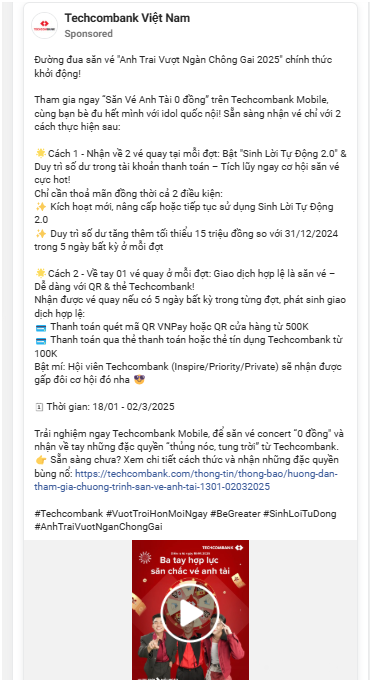 Techcombank Việt Nam
Sponsored
Đường đua săn vé "Anh Trai Vượt Ngàn Chông Gai 2025" chính thức
khởi động!
Tham gia ngay “Săn Vé Anh Tài 0 đồng” trên Techcombank Mobile,
cùng bạn bè đu hết mình với idol quốc nội! Sẵn sàng nhận vé chỉ với 2
cách thực hiện sau:
🌟Cách 1 - Nhận về 2 vé quay tại mỗi đợt: Bật "Sinh Lời Tự Động 2.0" &
Duy trì số dư trong tài khoản thanh toán – Tích lũy ngay cơ hội săn vé
cực hot!
Chỉ cần thoả mãn đồng thời cả 2 điều kiện:
✨ Kích hoạt mới, nâng cấp hoặc tiếp tục sử dụng Sinh Lời Tự Động
2.0
✨ Duy trì số dư tăng thêm tối thiểu 15 triệu đồng so với 31/12/2024
trong 5 ngày bất kỳ ở mỗi đợt
🌟Cách 2 - Về tay 01 vé quay ở mỗi đợt: Giao dịch hợp lệ là săn vé –
Dễ dàng với QR & thẻ Techcombank!
Nhận được vé quay nếu có 5 ngày bất kỳ trong từng đợt, phát sinh giao
dịch hợp lệ:
💳 Thanh toán quét mã QR VNPay hoặc QR cửa hàng từ 500K
💳 Thanh toán qua thẻ thanh toán hoặc thẻ tín dụng Techcombank từ
100K
Bật mí: Hội viên Techcombank (Inspire/Priority/Private) sẽ nhận được
gấp đôi cơ hội đó nha 😎
🗓 Thời gian: 18/01 - 02/3/2025
Trải nghiệm ngay Techcombank Mobile, để săn vé concert “0 đồng" và
nhận về tay những đặc quyền “thủng nóc, tung trời” từ Techcombank.
👉 Sẵn sàng chưa? Xem chi tiết cách thức và nhận những đặc quyền
bùng nổ: https://techcombank.com/thong-tin/thong-bao/huong-dan-
tham-gia-chuong-trinh-san-ve-anh-tai-1301-02032025
#Techcombank #VuotTroiHonMoiNgay #BeGreater #SinhLoiTuDong
#AnhTraiVuotNganChongGai
TECHCOMBANK
Ba tay hợp lực
săn chắc vé anh tài